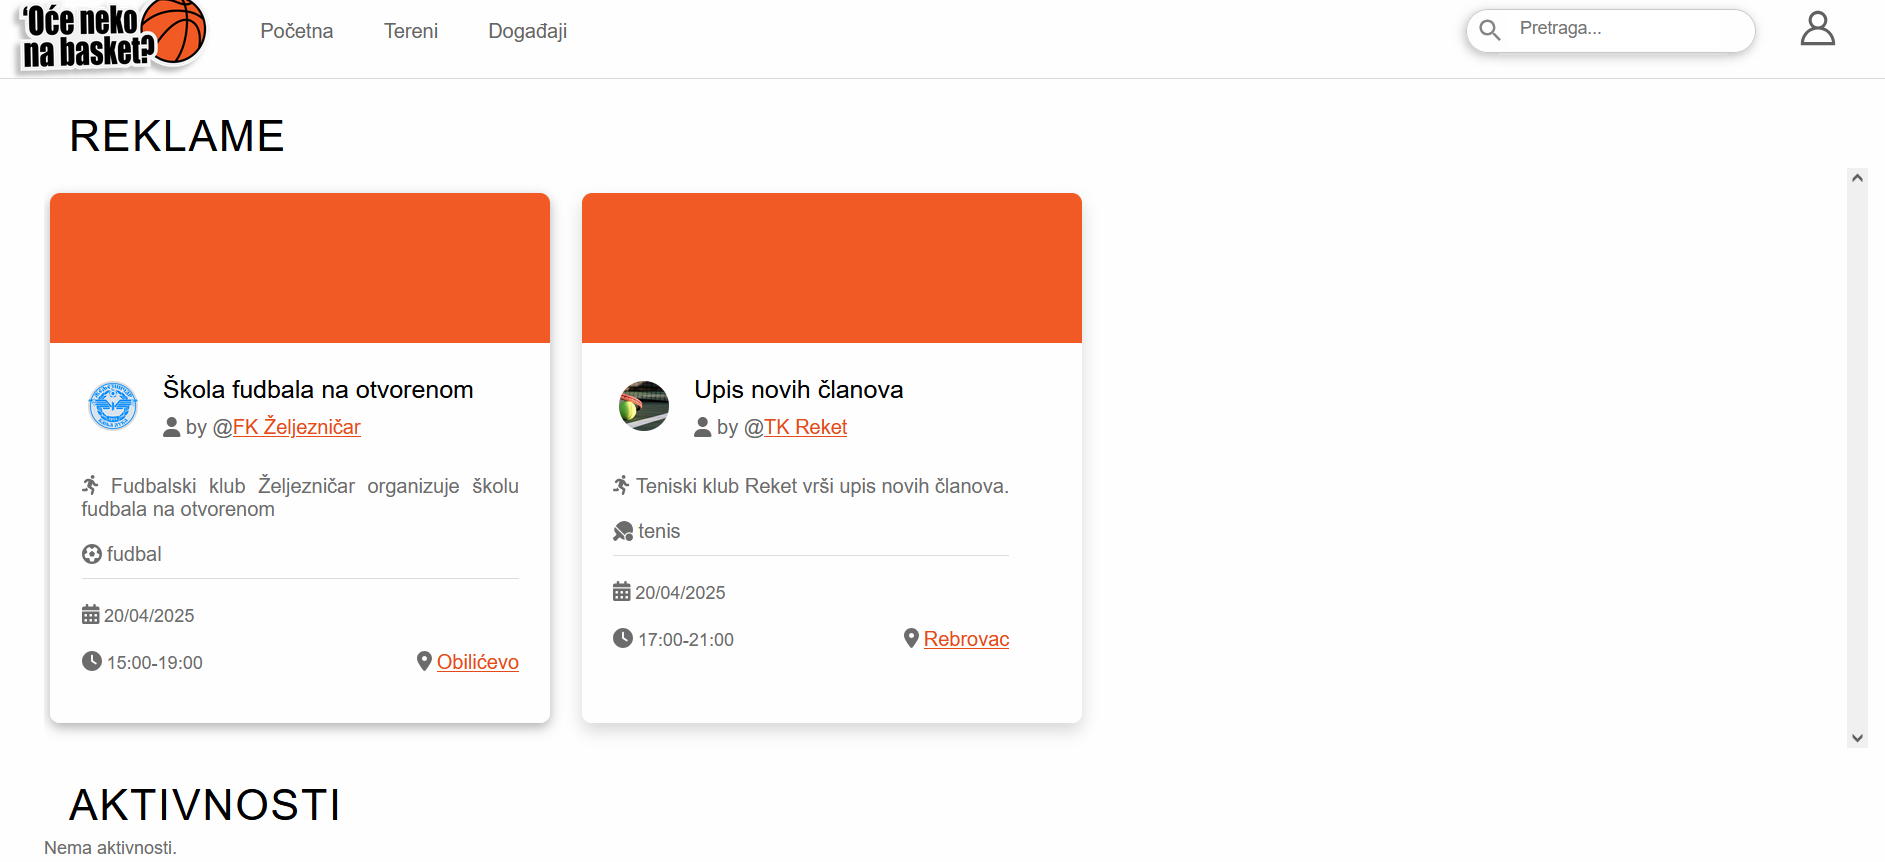 'Oće neko
na basket?
Početna
Tereni
Događaji
Pretraga...
REKLAME
Škola fudbala na otvorenom
by @FK Željezničar
Fudbalski klub Željezničar organizuje školu
fudbala na otvorenom
fudbal
20/04/2025
15:00-19:00
Obilićevo
Upis novih članova
by @TK Reket
Teniski klub Reket vrši upis novih članova.
tenis
20/04/2025
17:00-21:00
Rebrovac
AKTIVNOSTI
Nema aktivnosti.